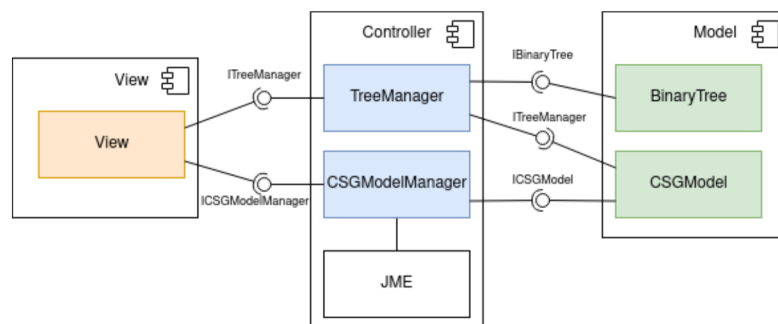 Controller
Model
View
ITreeManager
IBinaryTree
TreeManager
BinaryTree
ITreeManager
View
ICSGModelManager
CSGModelManager
ICSGModel
CSGModel
JME